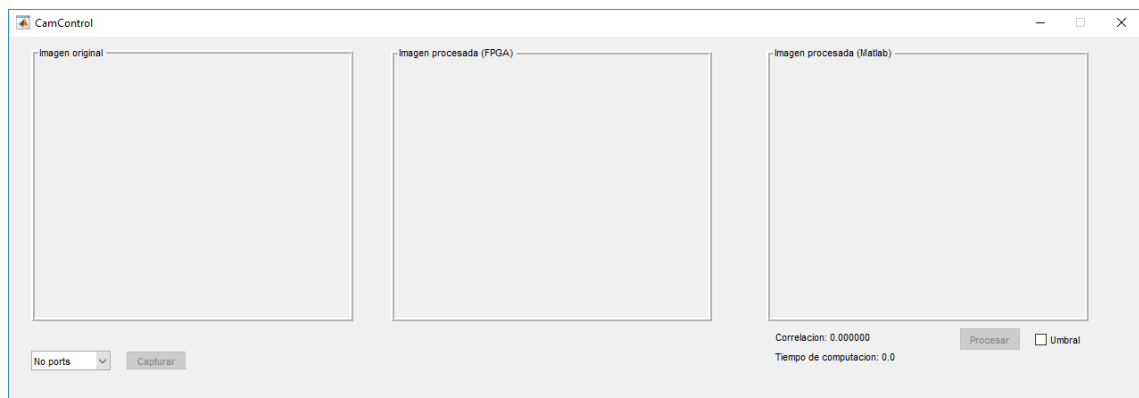 CamControl
Imagen original
Imagen procesada (FPGA)
Imagen procesada (Matlab)
Correlacion: 0.000000
Procesar
Umbral
No ports
Capturar
Tiempo de computacion: 0.0